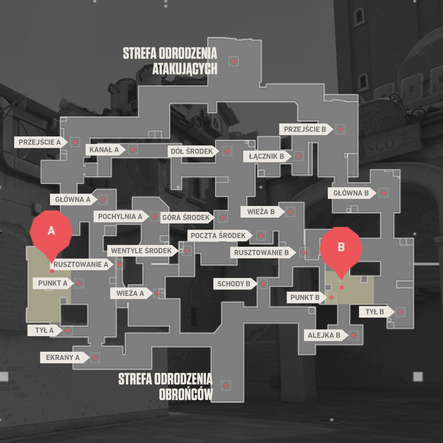 STREFA ODRODZENIA
ATAKUJĄCYCH
PRZEJŚCIE B
PRZEJŚCIE A
KANAŁ A
DÓŁ ŚRODEK
ŁĄCZNIK B
GŁÓWNA B
GŁÓWNA A
POCHYLNIA A
GÓRA ŚRODEK
WIEŻA B
A
POCZTA ŚRODEK
B
WENTYLE ŚRODEK
RUSZTOWANIE B
RUSZTOWANIE A
PUNKT A
SCHODY B
WIEŻA A
PUNKT B
TYŁ B
TYŁ A
ALEJKA B
EKRANY A
STREFA ODRODZENIA
OBROŃCÓW